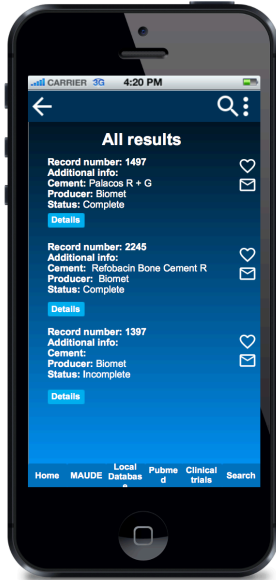 CARRIER 3G 4:20 PM
All results
Record number: 1497
Additional info:
Cement: Palacos R + G
Producer: Biomet
Status: Complete
Details
Record number: 2245
Additional info:
Cement: Refobacin Bone Cement R
Producer: Biomet
Status: Complete
Details
Record number: 1397
Additional info:
Cement:
Producer: Biomet
Status: Incomplete
Details
Home MAUDE Local Databas Pubme d Clinical trials Search